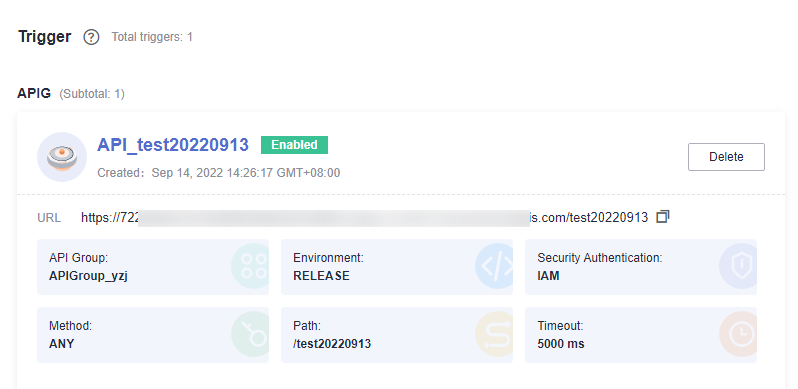 Trigger ? Total triggers: 1
APIG (Subtotal: 1)
API_test20220913 Enabled
Created: Sep 14, 2022 14:26:17 GMT+08:00
Delete
URL https://722 is.com/test20220913
API Group: Environment: Security Authentication:
APIGroup_yzj RELEASE IAM
Method: Path: Timeout:
ANY /test20220913 5000 ms